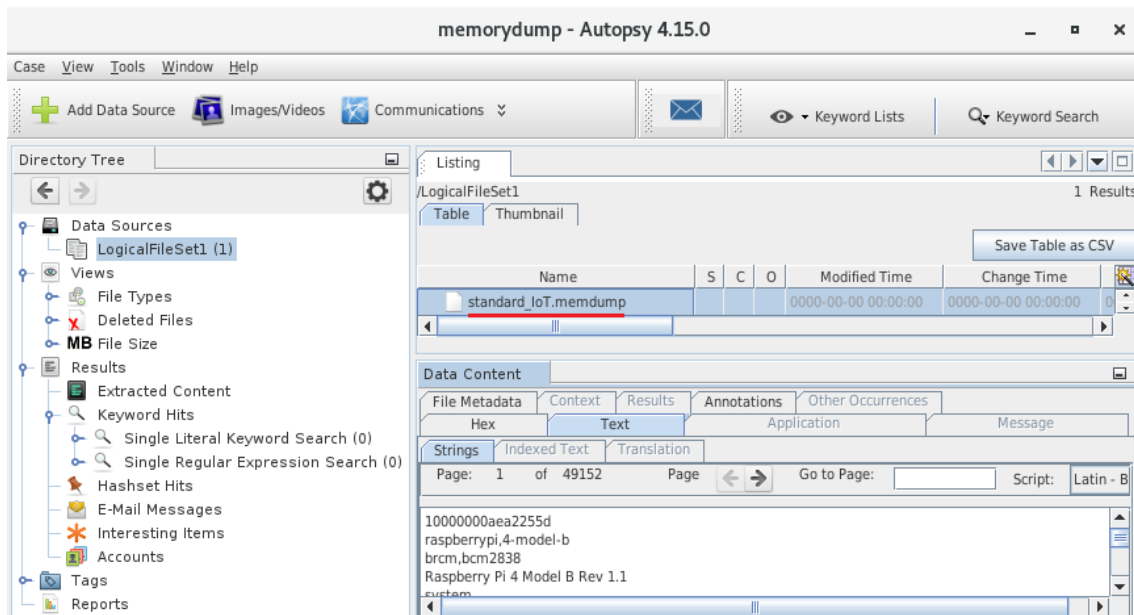 memorydump - Autopsy 4.15.0
Case View Tools Window Help
Add Data Source Images/Videos Communications Keyword Lists Keyword Search
Directory Tree
Data Sources
LogicalFileSet1 (1)
Views
File Types
Deleted Files
MB File Size
Results
Extracted Content
Keyword Hits
Single Literal Keyword Search (0)
Single Regular Expression Search (0)
Hashset Hits
E-Mail Messages
Interesting Items
Accounts
Tags
Reports
Listing
/LogicalFileSet1 1 Results
Table Thumbnail
Save Table as CSV
Name S C O Modified Time Change Time
standard_IoT.memdump 0000-00-00 00:00:00 0000-00-00 00:00:00
Data Content
File Metadata Context Results Annotations Other Occurrences
Hex Text Application Message
Strings Indexed Text Translation
Page: 1 of 49152 Page Go to Page: Script: Latin - B
10000000aea2255d
raspberrypi,4-model-b
brcm,bcm2838
Raspberry Pi 4 Model B Rev 1.1
system